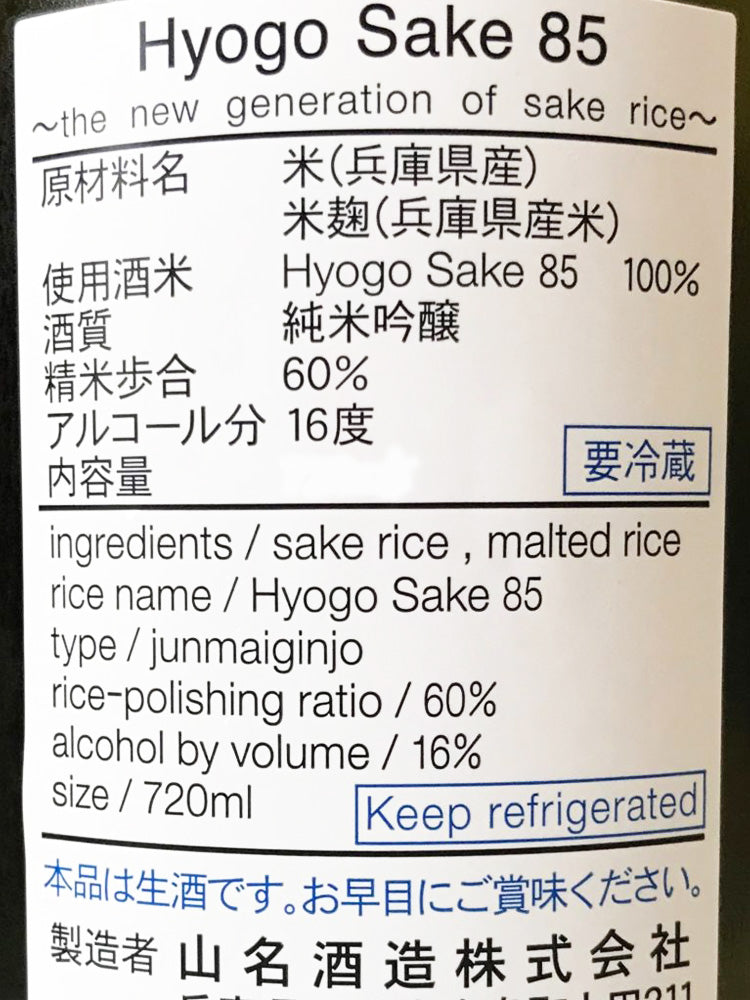 Hyogo Sake 85
～the new generation of sake rice～
原材料名 米(兵庫県産)
米麹(兵庫県産米)
使用酒米 Hyogo Sake 85 100%
酒質 純米吟醸
精米歩合 60%
アルコール分 16度
内容量
要冷蔵
ingredients / sake rice , malted rice
rice name / Hyogo Sake 85
type / junmaiginjo
rice-polishing ratio / 60%
alcohol by volume / 16%
size / 720ml
Keep refrigerated
本品は生酒です。お早目にご賞味ください。
製造者 山名酒造株式会社